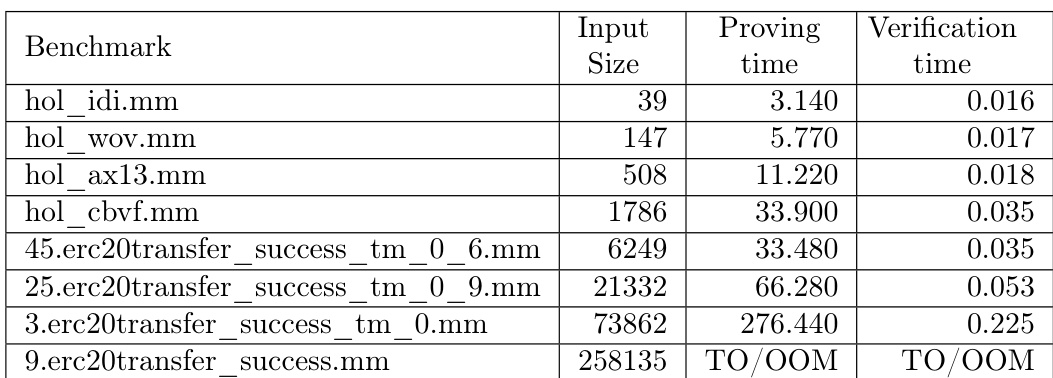 Benchmark Input Size Proving time Verification time
hol_idi.mm 39 3.140 0.016
hol_wov.mm 147 5.770 0.017
hol_ax13.mm 508 11.220 0.018
hol_cbvf.mm 1786 33.900 0.035
45.erc20transfer_success_tm_0_6.mm 6249 33.480 0.035
25.erc20transfer_success_tm_0_9.mm 21332 66.280 0.053
3.erc20transfer_success_tm_0.mm 73862 276.440 0.225
9.erc20transfer_success.mm 258135 TO/OOM TO/OOM